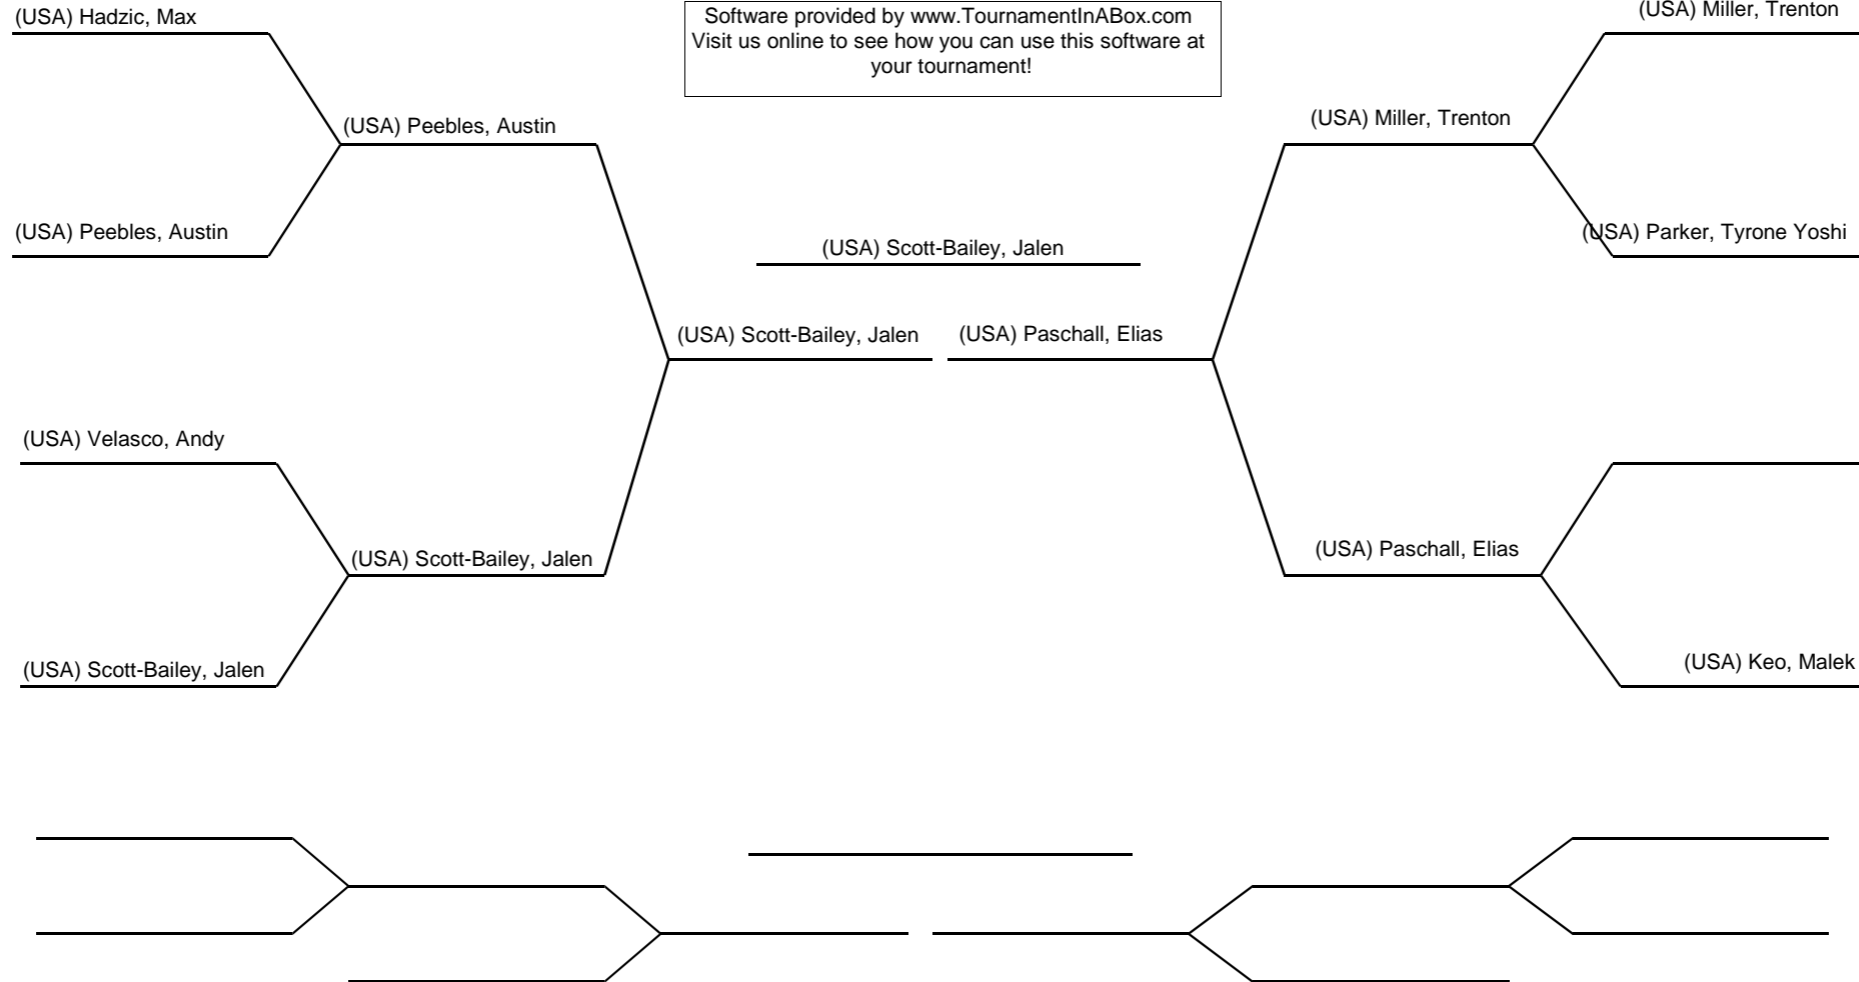 (USA) Hadzic, Max
Software provided by www.TournamentInABox.com
Visit us online to see how you can use this software at
your tournament!
(USA) Miller, Trenton
(USA) Peebles, Austin
(USA) Miller, Trenton
(USA) Peebles, Austin
(USA) Scott-Bailey, Jalen
(USA) Parker, Tyrone Yoshi
(USA) Scott-Bailey, Jalen
(USA) Paschall, Elias
(USA) Velasco, Andy
(USA) Scott-Bailey, Jalen
(USA) Paschall, Elias
(USA) Scott-Bailey, Jalen
(USA) Keo, Malek